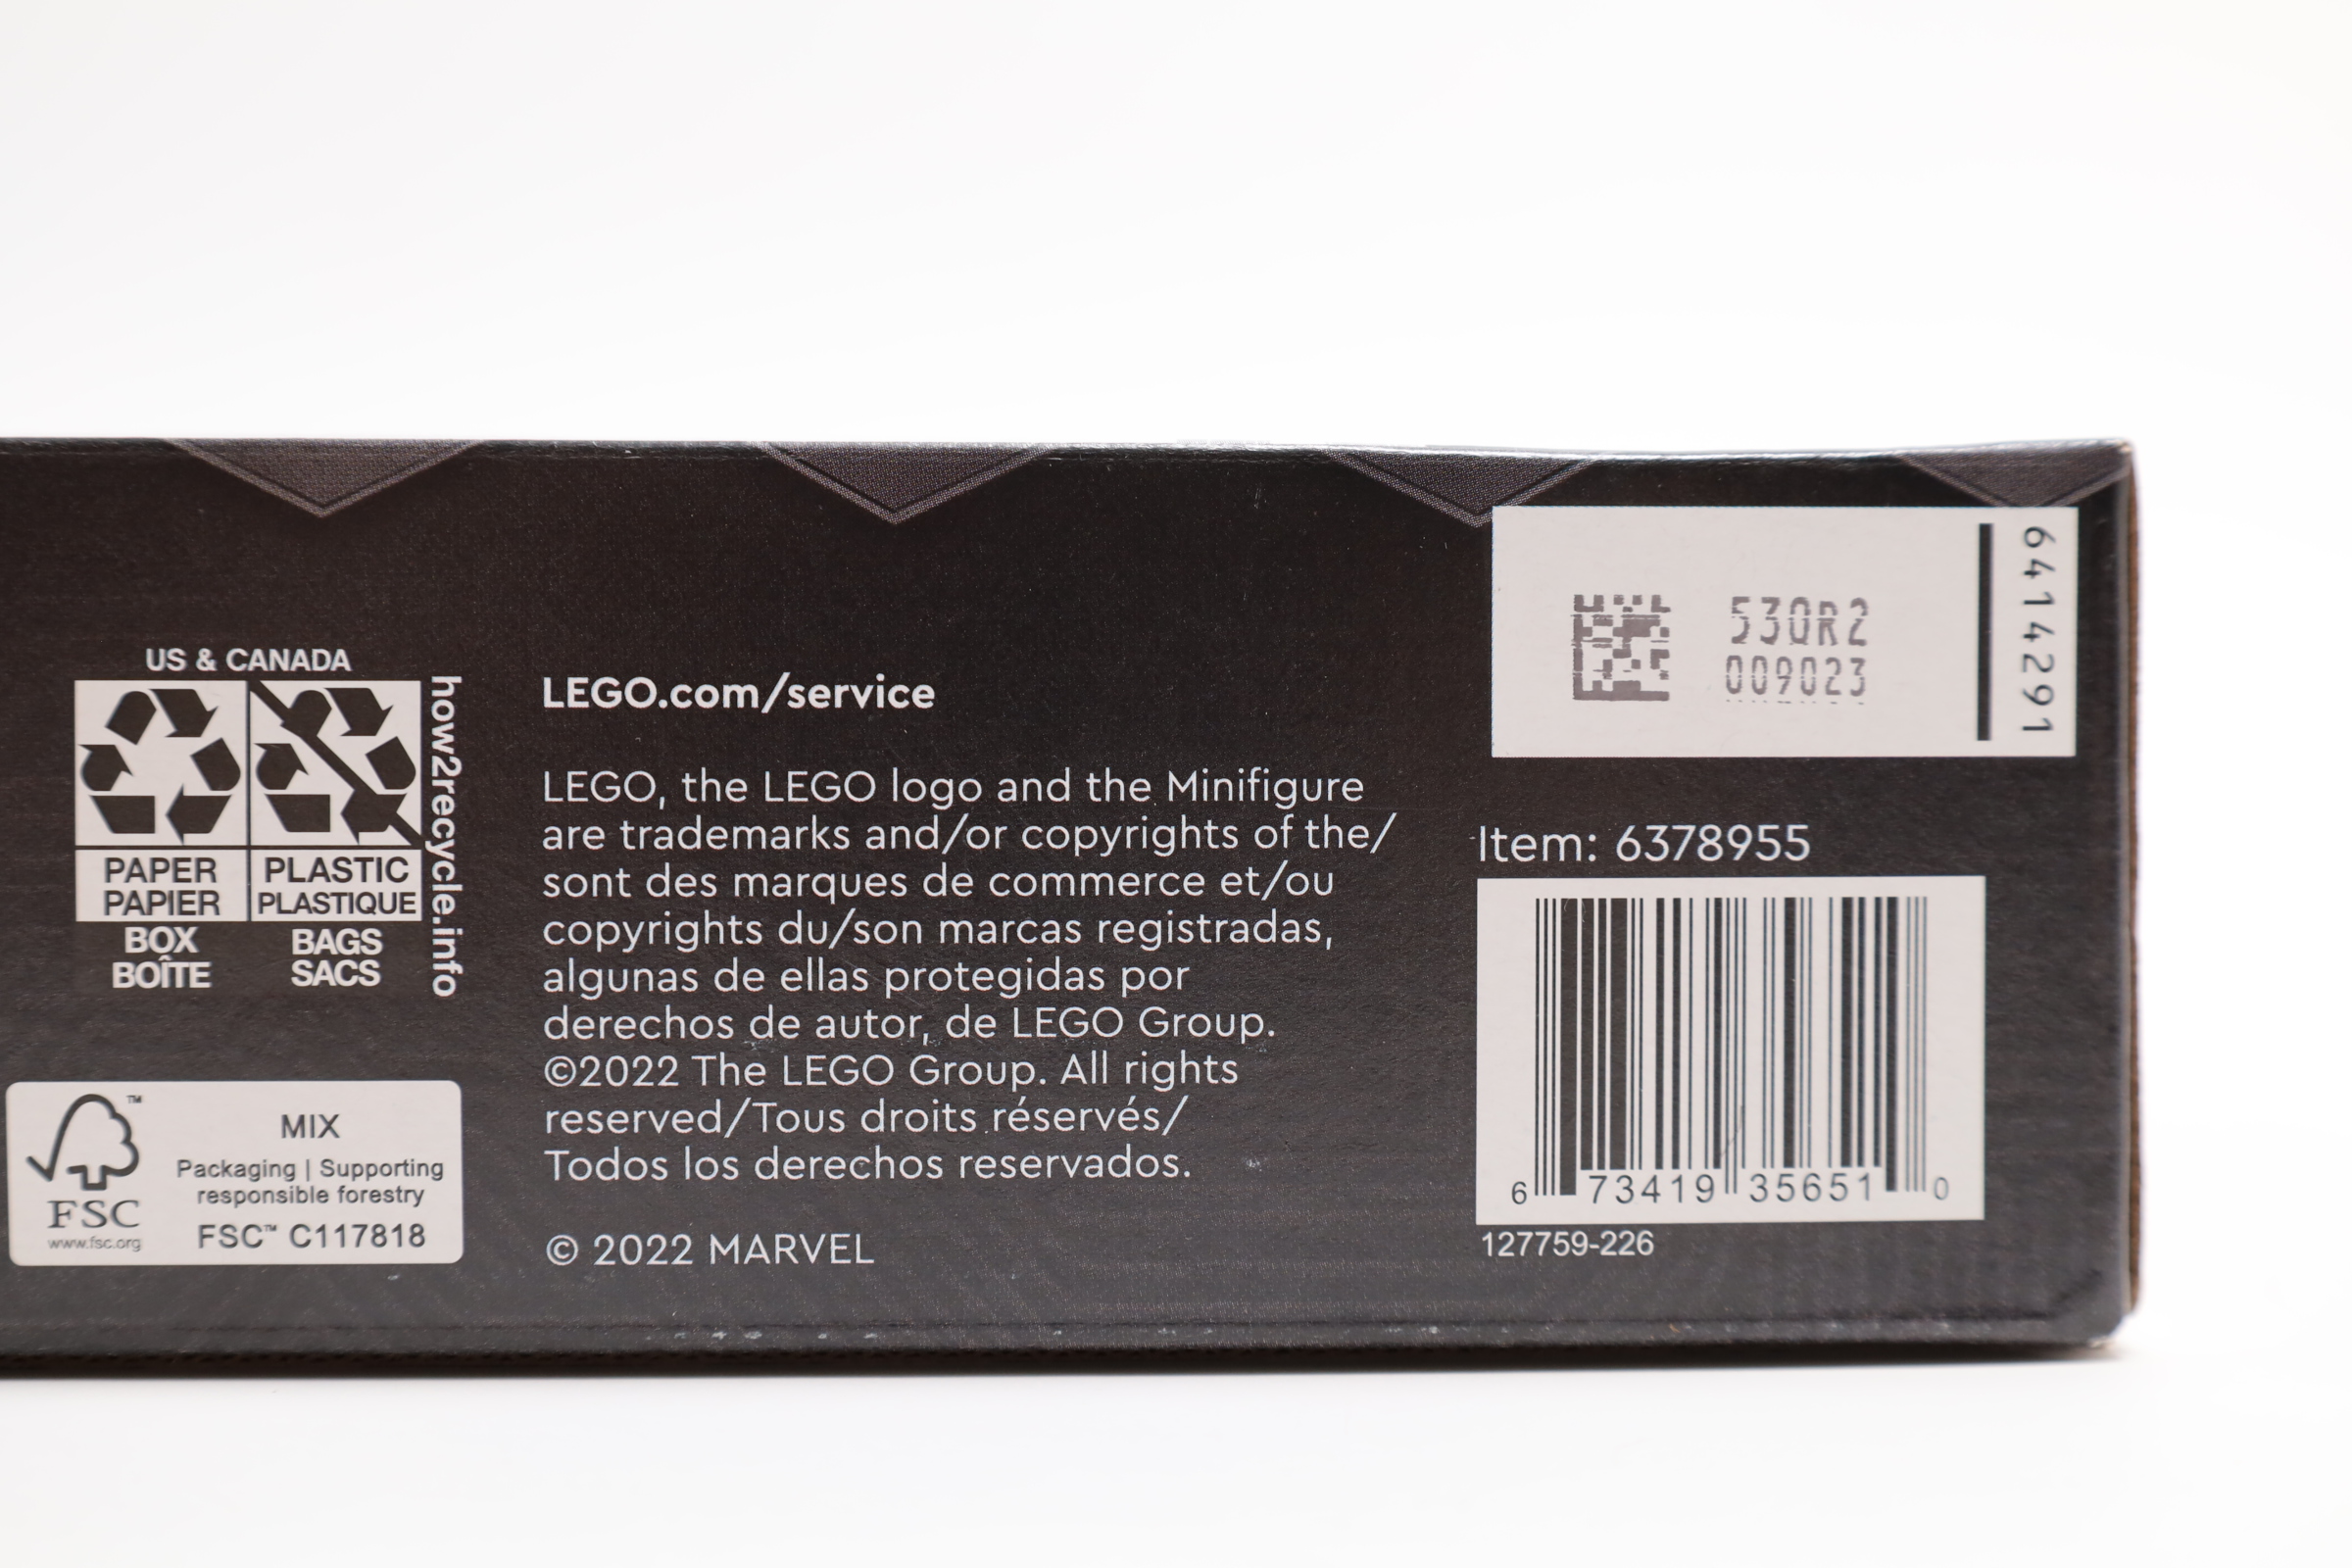 US & CANADA
PAPER
PAPIER
BOX
BOÎTE
PLASTIC
PLASTIQUE
BAGS
SACS
how2recycle.info
FSC
www.fsc.org
™
MIX
Packaging | Supporting
responsible forestry
FSC™ C117818
LEGO.com/service
LEGO, the LEGO logo and the Minifigure
are trademarks and/or copyrights of the/
sont des marques de commerce et/ou
copyrights du/son marcas registradas,
algunas de ellas protegidas por
derechos de autor, de LEGO Group.
©2022 The LEGO Group. All rights
reserved/Tous droits réservés/
Todos los derechos reservados.
© 2022 MARVEL
530R2
009023
6414291
Item: 6378955
6 73419 35651 0
127759-226